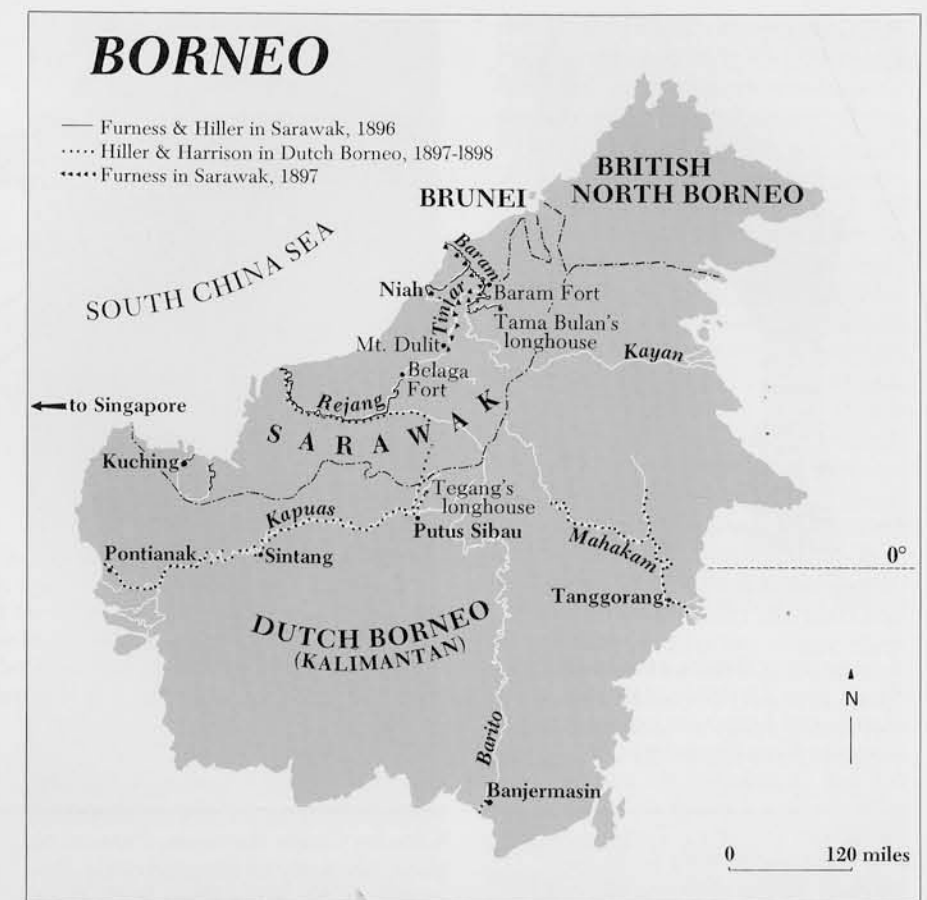 BORNEO
Furness & Hiller in Sarawak, 1896
Hiller & Harrison in Dutch Borneo, 1897-1898
Furness in Sarawak, 1897
BRITISH
NORTH BORNEO
BRUNEI
SOUTH CHINA SEA
Baram
Niah
Baram Fort
Tinjar
Tama Bulan's
longhouse
Mt. Dulit
Kayan
Belaga
Fort
Rejang
to Singapore
SARAWAK
Kuching
Tegang's
longhouse
Kapuas
Putus Sibau
Mahakam
Pontianak
Sintang
0°
Tanggorang
DUTCH BORNEO
(KALIMANTAN)
N
Barito
Banjermasin
0 120 miles